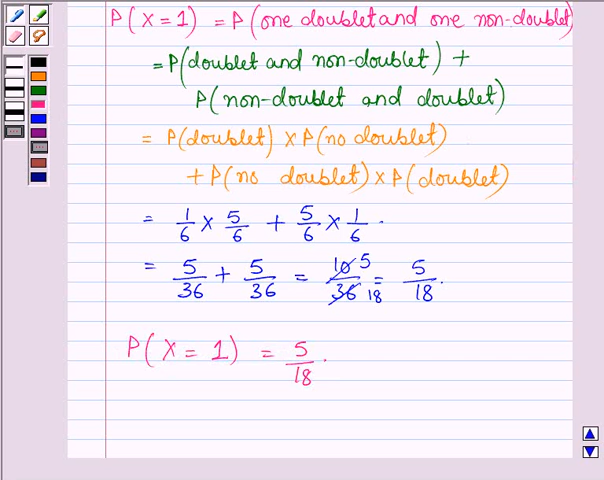 P(X=1) = P(one doublet and one non-doublet)
= P(doublet and non-doublet) +
P(non-doublet and doublet)
= P(doublet) × P(no doublet)
+ P(no doublet) × P(doublet)
= 1/6 × 5/6 + 5/6 × 1/6 .
= 5/36 + 5/36 = 10/36 5/18 = 5/18 .
P(X = 1) = 5/18 .